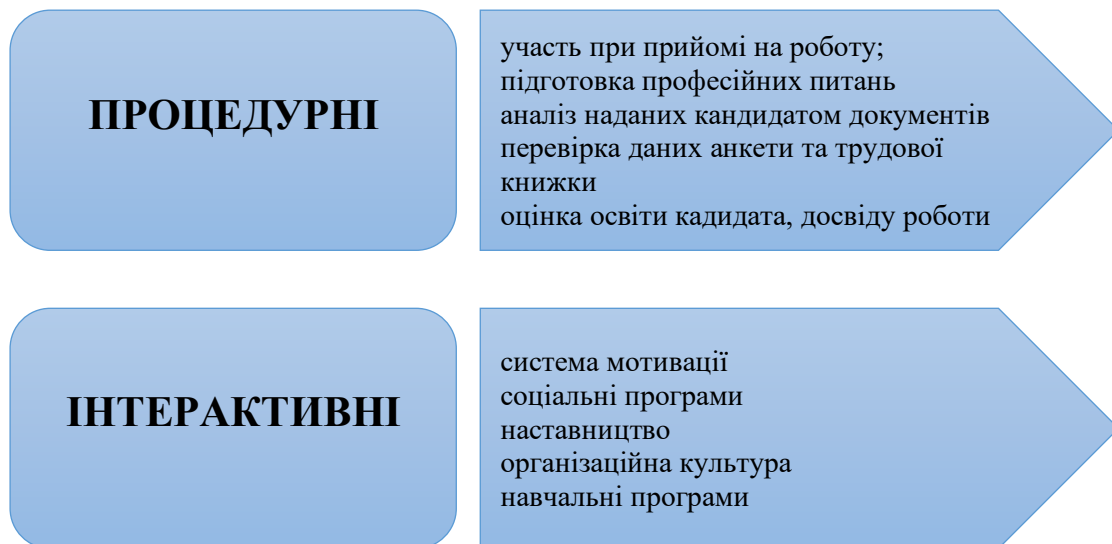 ПРОЦЕДУРНІ
участь при прийомі на роботу;
підготовка професійних питань
аналіз наданих кандидатом документів
перевірка даних анкети та трудової
книжки
оцінка освіти кадидата, досвіду роботи
ІНТЕРАКТИВНІ
система мотивації
соціальні програми
наставництво
організаційна культура
навчальні програми